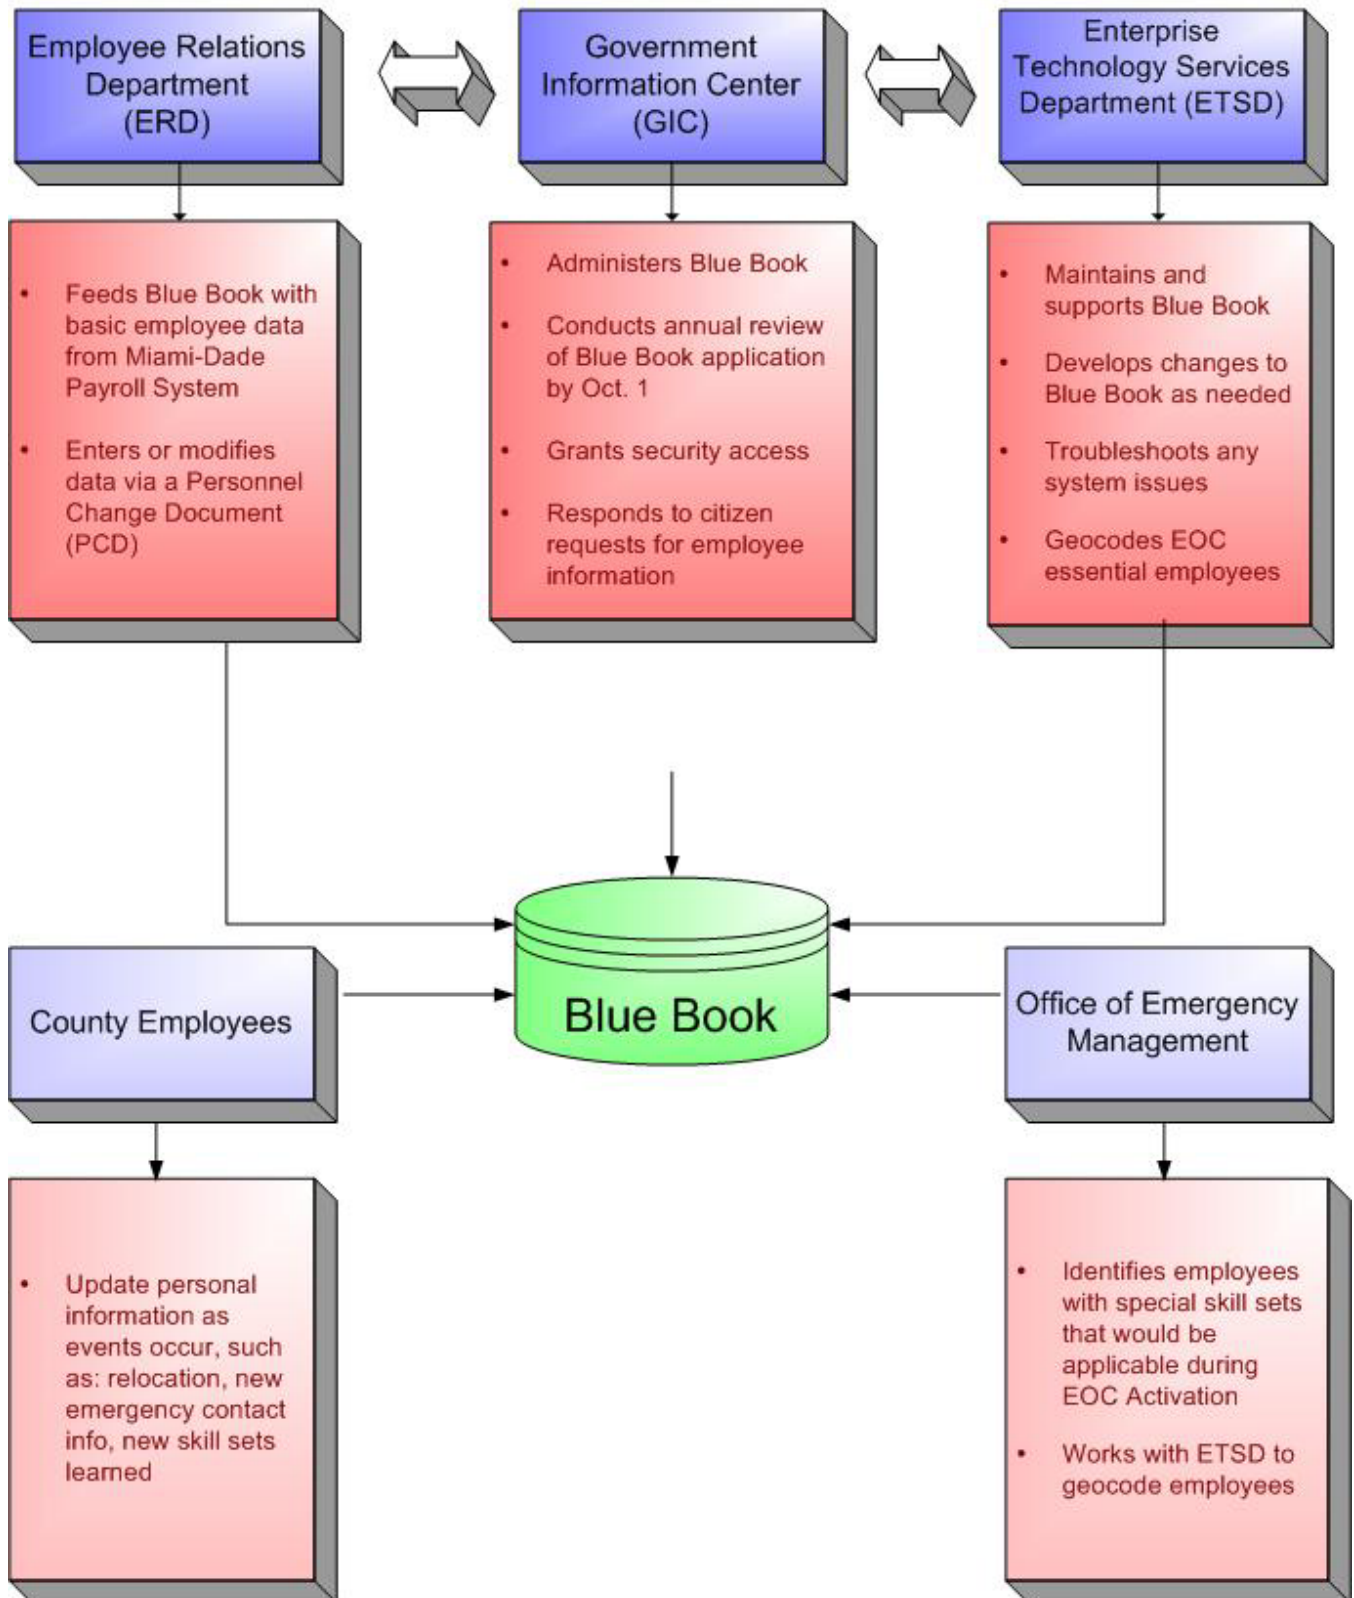 Employee Relations
Department
(ERD)
Government
Information Center
(GIC)
Enterprise
Technology Services
Department (ETSD)
• Feeds Blue Book with
basic employee data
from Miami-Dade
Payroll System
• Enters or modifies
data via a Personnel
Change Document
(PCD)
• Administers Blue Book
• Conducts annual review
of Blue Book application
by Oct. 1
• Grants security access
• Responds to citizen
requests for employee
information
• Maintains and
supports Blue Book
• Develops changes to
Blue Book as needed
• Troubleshoots any
system issues
• Geocodes EOC
essential employees
Blue Book
County Employees
Office of Emergency
Management
• Update personal
information as
events occur, such
as: relocation, new
emergency contact
info, new skill sets
learned
• Identifies employees
with special skill sets
that would be
applicable during
EOC Activation
• Works with ETSD to
geocode employees